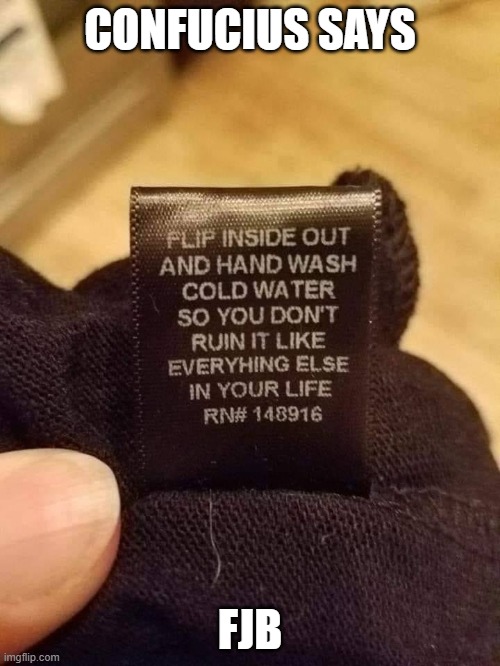 CONFUCIUS SAYS
FLIP INSIDE OUT
AND HAND WASH
COLD WATER
SO YOU DON'T
RUIN IT LIKE
EVERYHING ELSE
IN YOUR LIFE
RN# 148916
FJB
imgflip.com